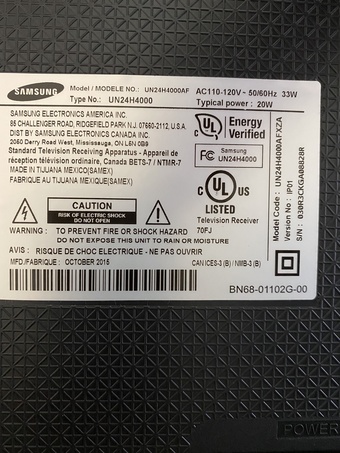 SAMSUNG
Model / MODELE NO.: UN24H4000AF AC110-120V~ 50/60Hz 33W
Type No.: UN24H4000 Typical power : 20W
SAMSUNG ELECTRONICS AMERICA INC.
85 CHALLENGER ROAD, RIDGEFIELD PARK N.J. 07660-2112, U.S.A
DIST BY SAMSUNG ELECTRONICS CANADA INC.
2050 Derry Road West, Mississauga, ON L5N 0B9
Standard Television Receiving Apparatus - Appareil de
réception télévision ordinaire, Canada BETS-7 / NTMR-7
MADE IN TIJUANA MEXICO(SAMEX)
FABRIQUE AU TIJUANA MEXIQUE(SAMEX)
UL Energy
Verified
FC Samsung
UN24H4000
C UL US
LISTED
Television Receiver
70FJ
CAUTION
RISK OF ELECTRIC SHOCK
DO NOT OPEN
WARNING : TO PREVENT FIRE OR SHOCK HAZARD
DO NOT EXPOSE THIS UNIT TO RAIN OR MOISTURE
AVIS : RISQUE DE CHOC ELECTRIQUE - NE PAS OUVRIR
MFD./FABRIQUE : OCTOBER 2015 CAN ICES-3 (B) / NMB-3 (B)
Model Code : UN24H4000AFXZA
Version No : IP01
S/N : 030R3CKGA08828R
BN68-01102G-00
POWER